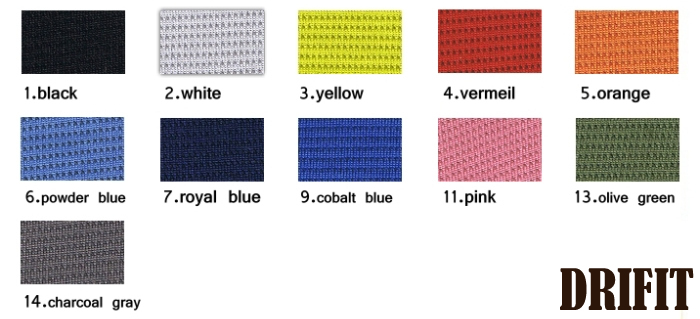 1.black
2.white
3.yellow
4.vermeil
5.orange
6.powder blue
7.royal blue
9.cobalt blue
11.pink
13.olive green
14.charcoal gray
DRIFIT